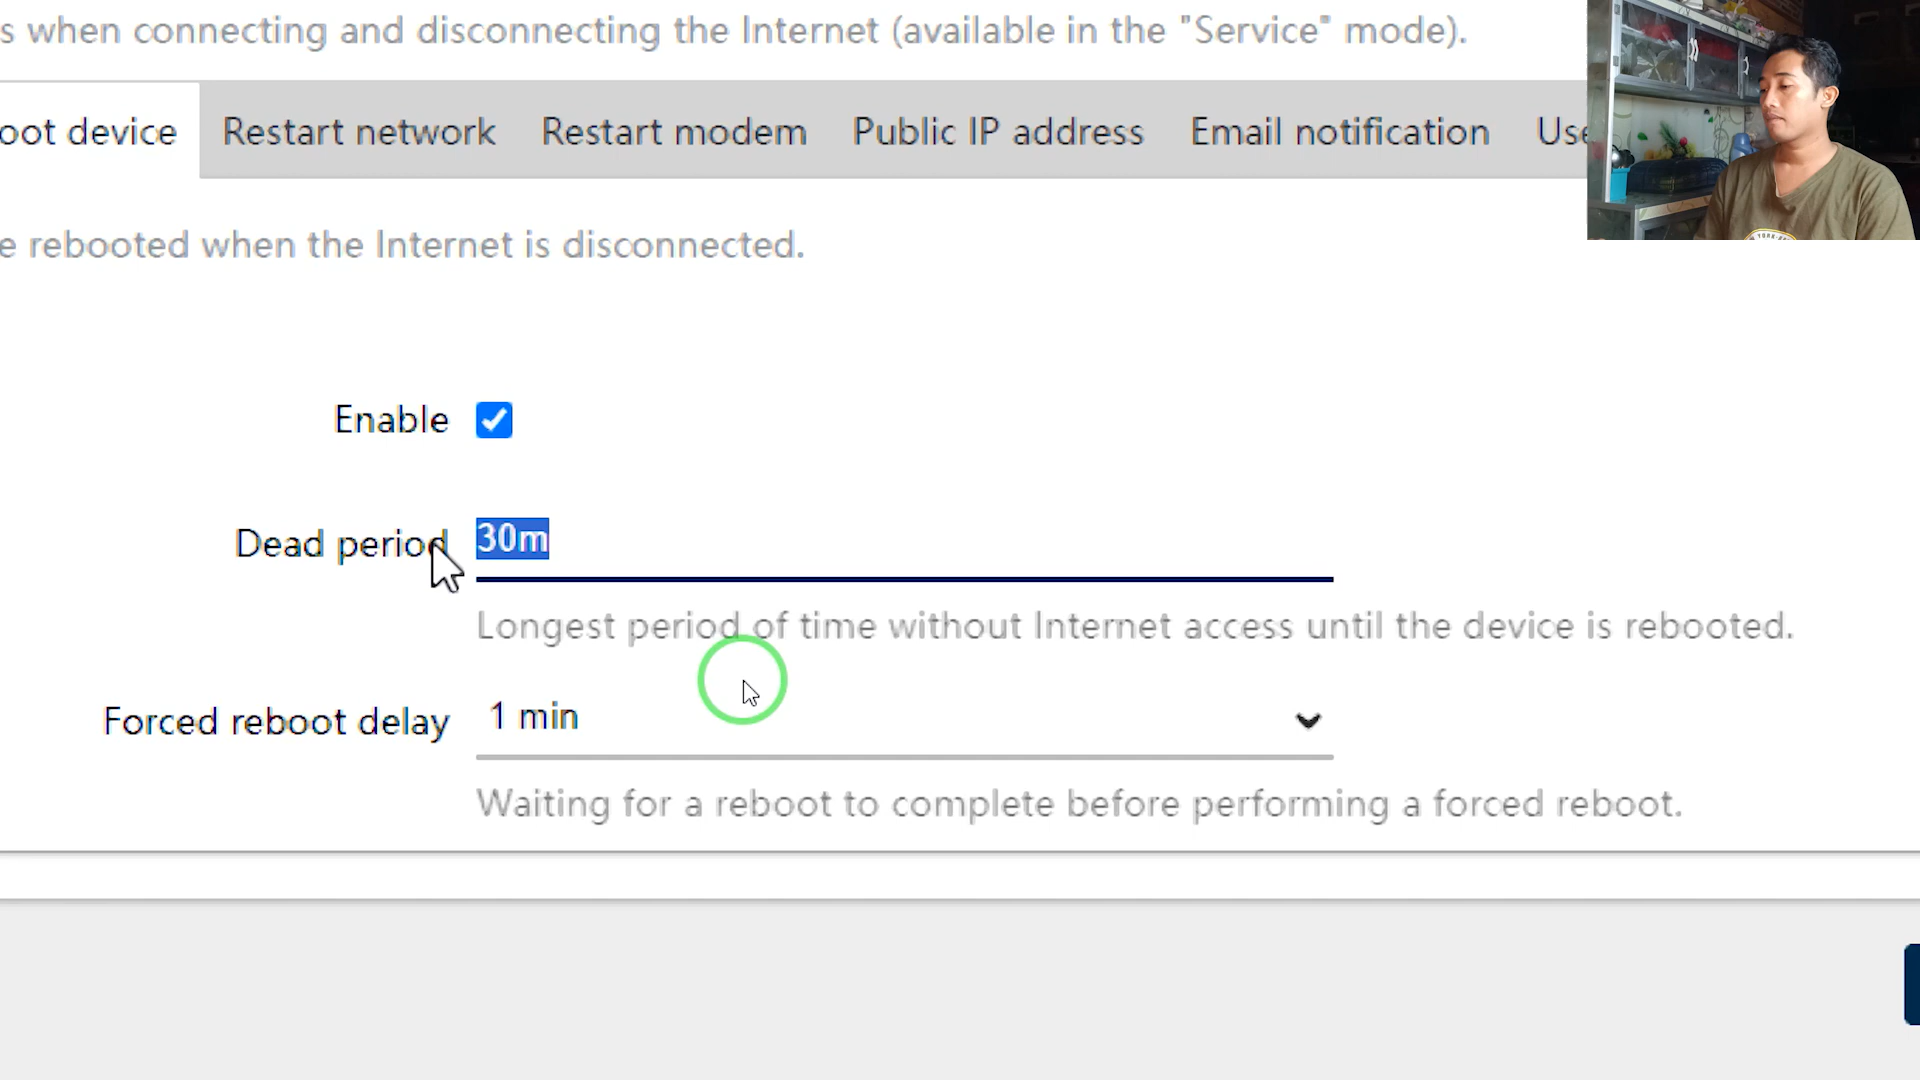 s when connecting and disconnecting the Internet (available in the "Service" mode).
oot device Restart network Restart modem Public IP address Email notification Use
e rebooted when the Internet is disconnected.
Enable
Dead period 30m
Longest period of time without Internet access until the device is rebooted.
Forced reboot delay 1 min
Waiting for a reboot to complete before performing a forced reboot.